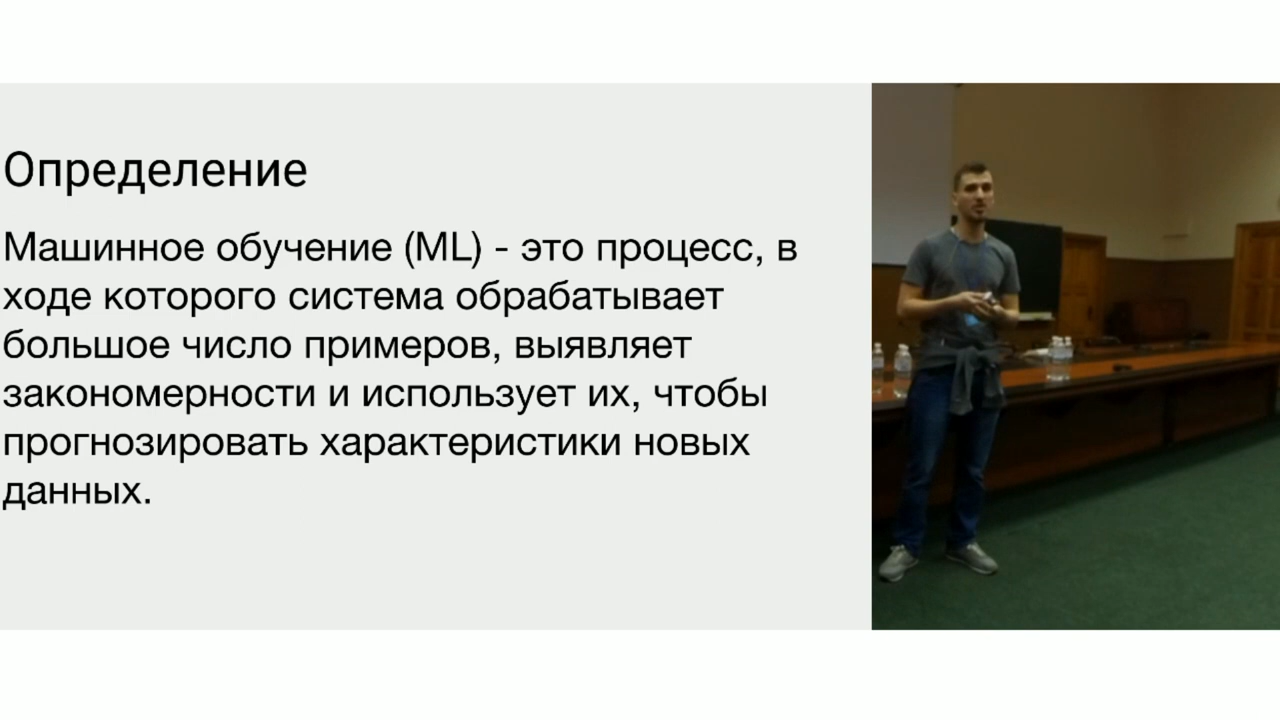 Определение
Машинное обучение (ML) - это процесс, в
ходе которого система обрабатывает
большое число примеров, выявляет
закономерности и использует их, чтобы
прогнозировать характеристики новых
данных.